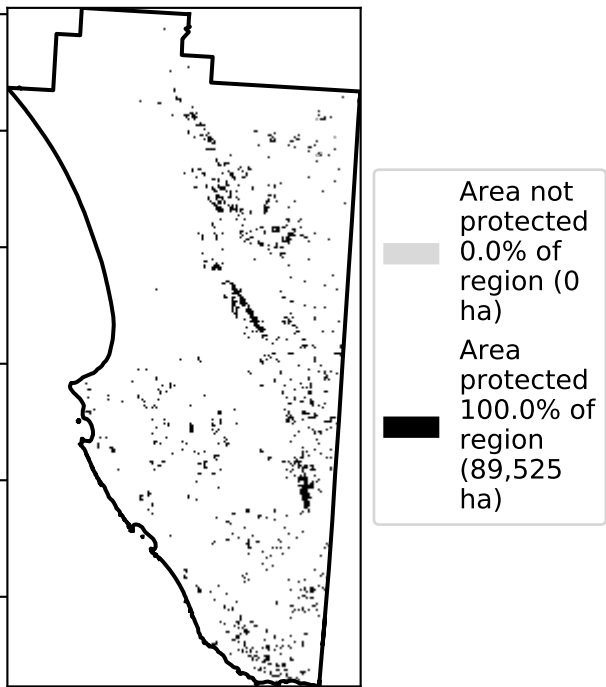 Area not
protected
0.0% of
region (0
ha)
Area
protected
100.0% of
region
(89,525
ha)